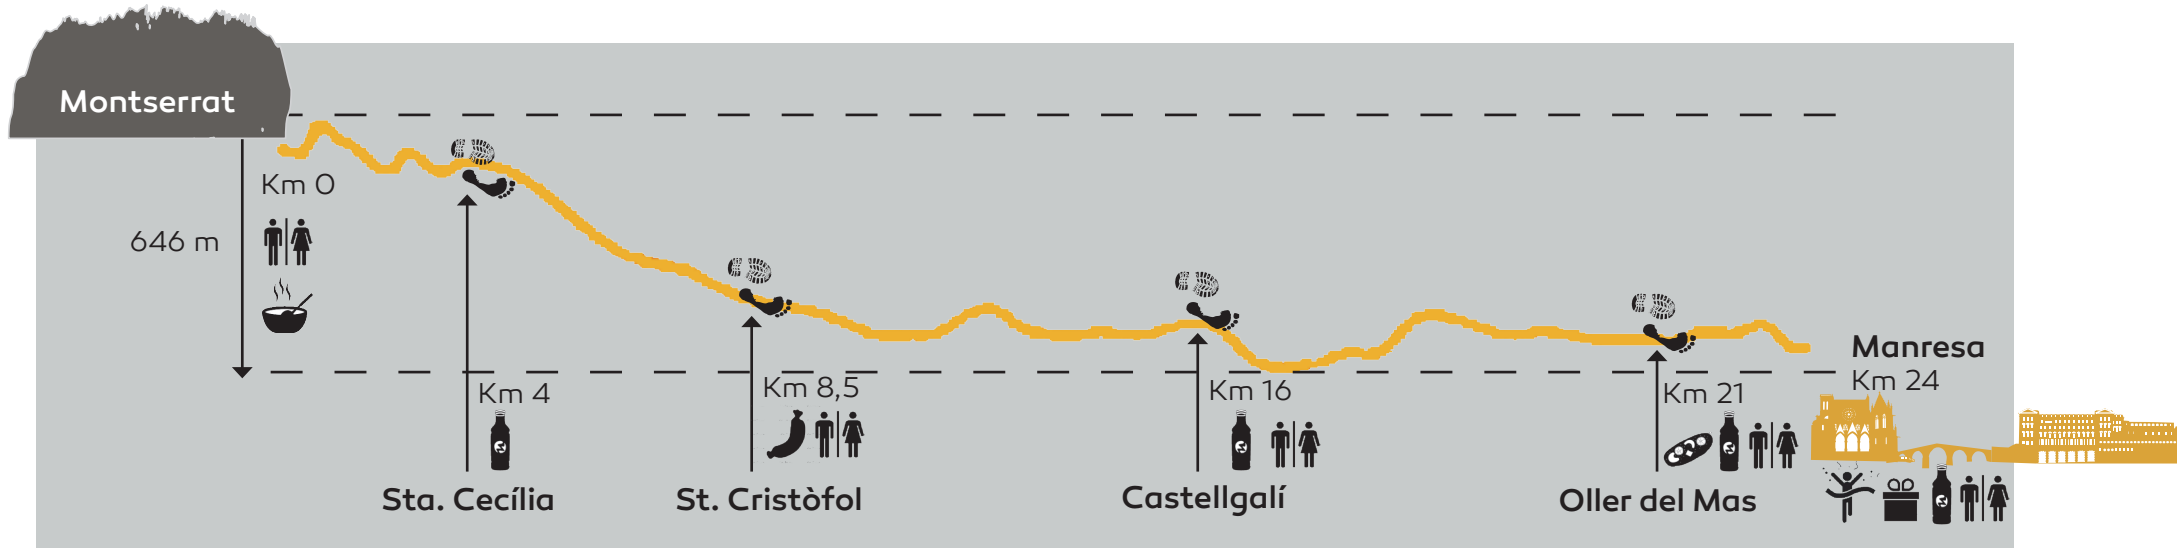 Montserrat
Km 0
646 m
Km 4
Sta. Cecília
Km 8,5
St. Cristòfol
Km 16
Castellgalí
Km 21
Oller del Mas
Manresa
Km 24